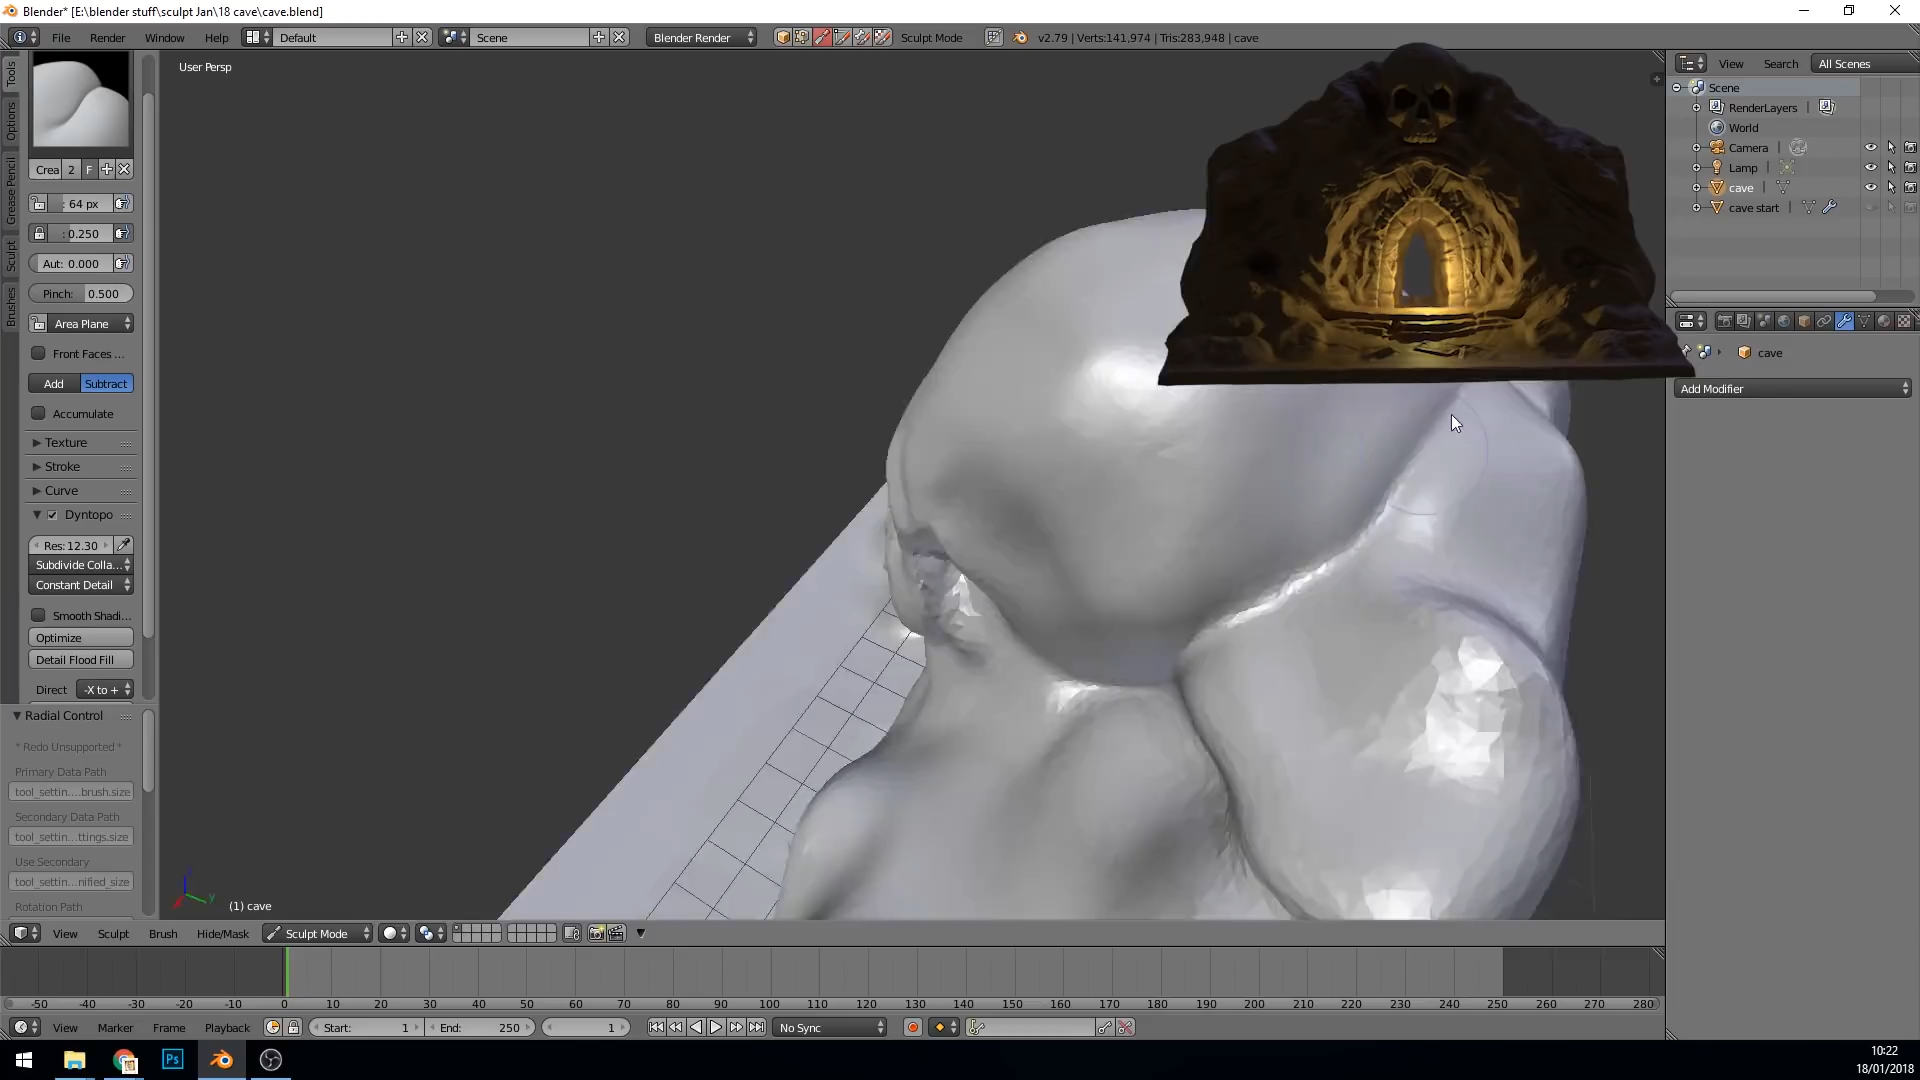 Blender* [E:\blender stuff\sculpt Jan\18 cave\cave.blend]
File Render Window Help Default Scene Blender Render Sculpt Mode v2.79 | Verts:141,974 | Tris:283,948 | cave
View Search All Scenes
User Persp
Tools
Options
Grease Pencil
Sculpt
Brushes
Crea 2 F
: 64 px
: 0.250
Aut: 0.000
Pinch: 0.500
Area Plane
Front Faces ...
Add Subtract
Accumulate
Texture
Stroke
Curve
Dyntopo
Res: 12.30
Subdivide Colla...
Constant Detail
Smooth Shadi...
Optimize
Detail Flood Fill
Direct -X to +
Radial Control
* Redo Unsupported *
Primary Data Path
tool_settin....brush.size
Secondary Data Path
tool_settin...ttings.size
Use Secondary
tool_settin...nified_size
Rotation Path
Scene
RenderLayers |
World
Camera |
Lamp |
cave |
cave start |
cave
Add Modifier
y
(1) cave
View Sculpt Brush Hide/Mask Sculpt Mode
-50 -40 -30 -20 -10 0 10 20 30 40 50 60 70 80 90 100 110 120 130 140 150 160 170 180 190 200 210 220 230 240 250 260 270 280
View Marker Frame Playback Start: 1 End: 250 1 No Sync
Ps
10:22
18/01/2018